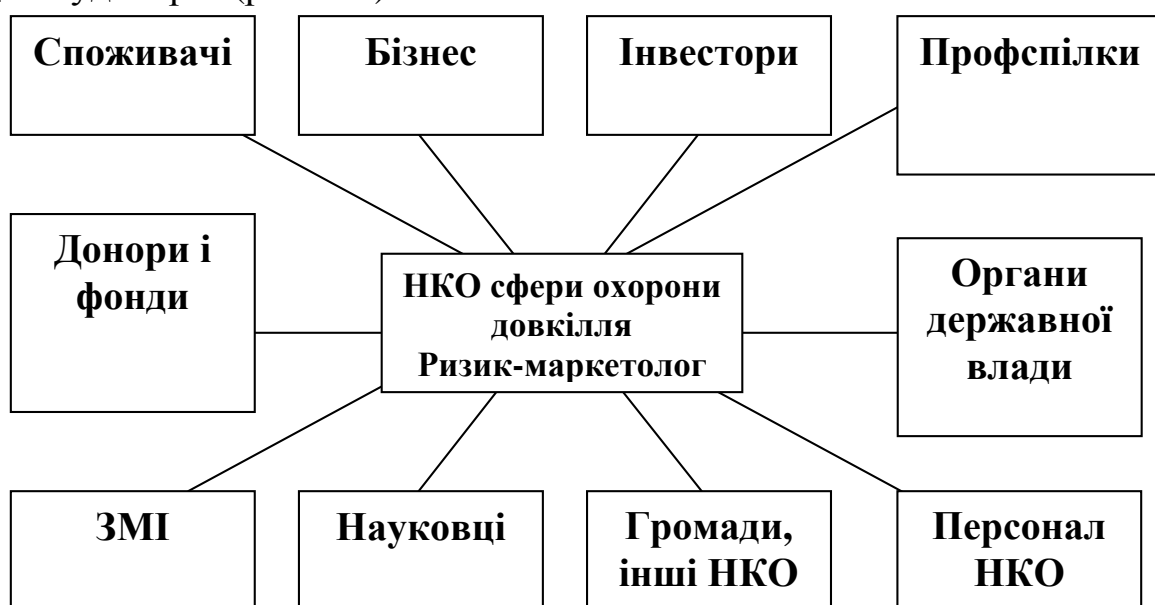 Споживачі
Бізнес
Інвестори
Профспілки
Донори і
фонди
НКО сфери охорони
довкілля
Ризик-маркетолог
Органи
державної
влади
ЗМІ
Науковці
Громади,
інші НКО
Персонал
НКО